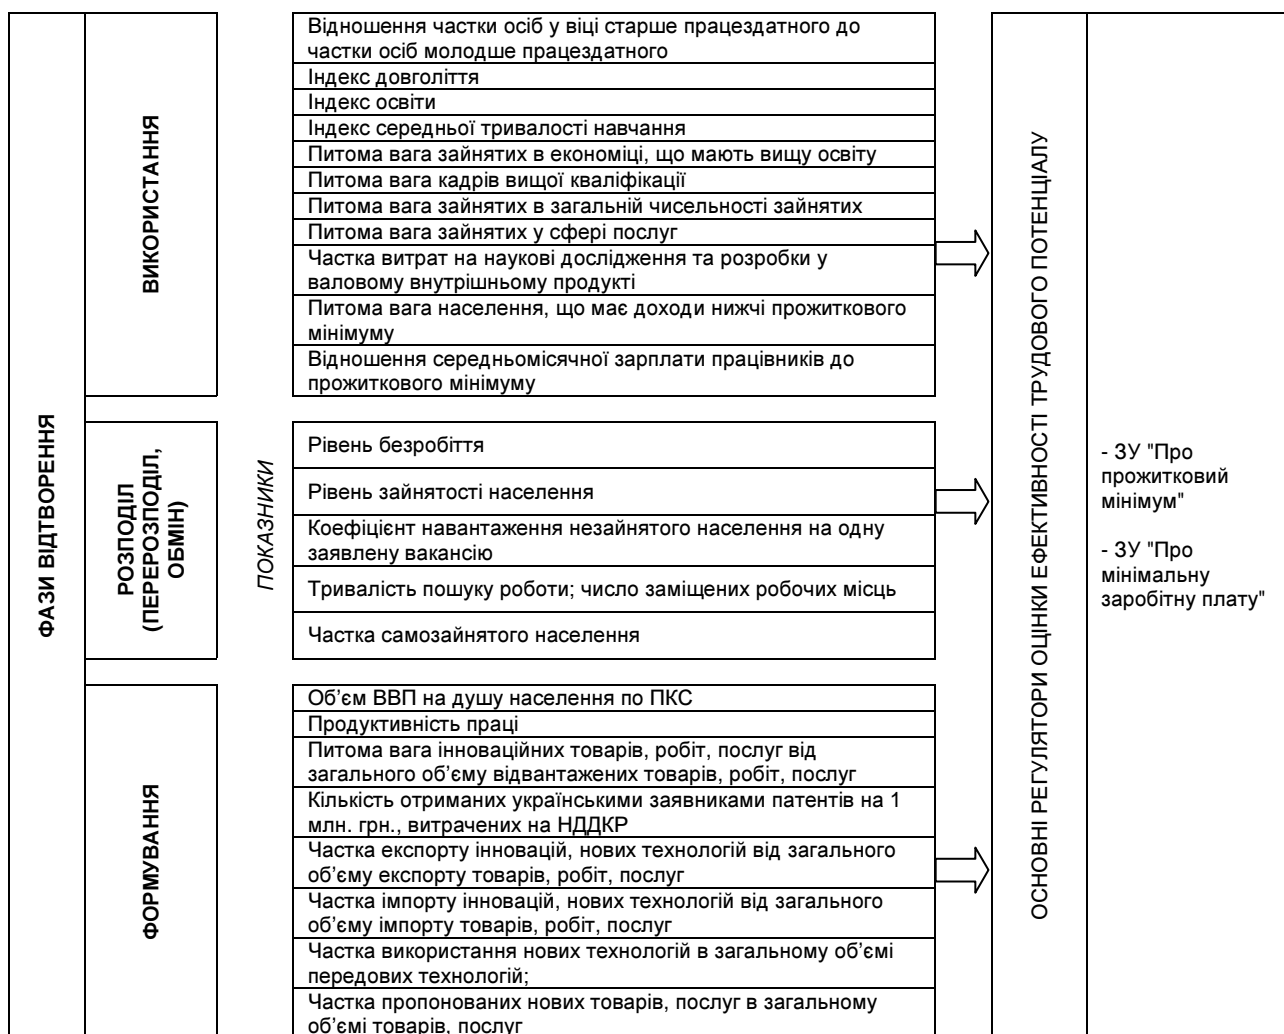 ФАЗИ ВІДТВОРЕННЯ
ВИКОРИСТАННЯ
Відношення частки осіб у віці старше працездатного до
частки осіб молодше працездатного
Індекс довголіття
Індекс освіти
Індекс середньої тривалості навчання
Питома вага зайнятих в економіці, що мають вищу освіту
Питома вага кадрів вищої кваліфікації
Питома вага зайнятих в загальній чисельності зайнятих
Питома вага зайнятих у сфері послуг
Частка витрат на наукові дослідження та розробки у
валовому внутрішньому продукті
Питома вага населення, що має доходи нижчі прожиткового
мінімуму
Відношення середньомісячної зарплати працівників до
прожиткового мінімуму
РОЗПОДІЛ
(ПЕРЕРОЗПОДІЛ,
ОБМІН)
ПОКАЗНИКИ
Рівень безробіття
Рівень зайнятості населення
Коефіцієнт навантаження незайнятого населення на одну
заявлену вакансію
Тривалість пошуку роботи; число заміщених робочих місць
Частка самозайнятого населення
ФОРМУВАННЯ
Об’єм ВВП на душу населення по ПКС
Продуктивність праці
Питома вага інноваційних товарів, робіт, послуг від
загального об’єму відвантажених товарів, робіт, послуг
Кількість отриманих українськими заявниками патентів на 1
млн. грн., витрачених на НДДКР
Частка експорту інновацій, нових технологій від загального
об’єму експорту товарів, робіт, послуг
Частка імпорту інновацій, нових технологій від загального
об’єму імпорту товарів, робіт, послуг
Частка використання нових технологій в загальному об’ємі
передових технологій;
Частка пропонованих нових товарів, послуг в загальному
об’ємі товарів, послуг
ОСНОВНІ РЕГУЛЯТОРИ ОЦІНКИ ЕФЕКТИВНОСТІ ТРУДОВОГО ПОТЕНЦІАЛУ
- ЗУ "Про
прожитковий
мінімум"
- ЗУ "Про
мінімальну
заробітну плату"